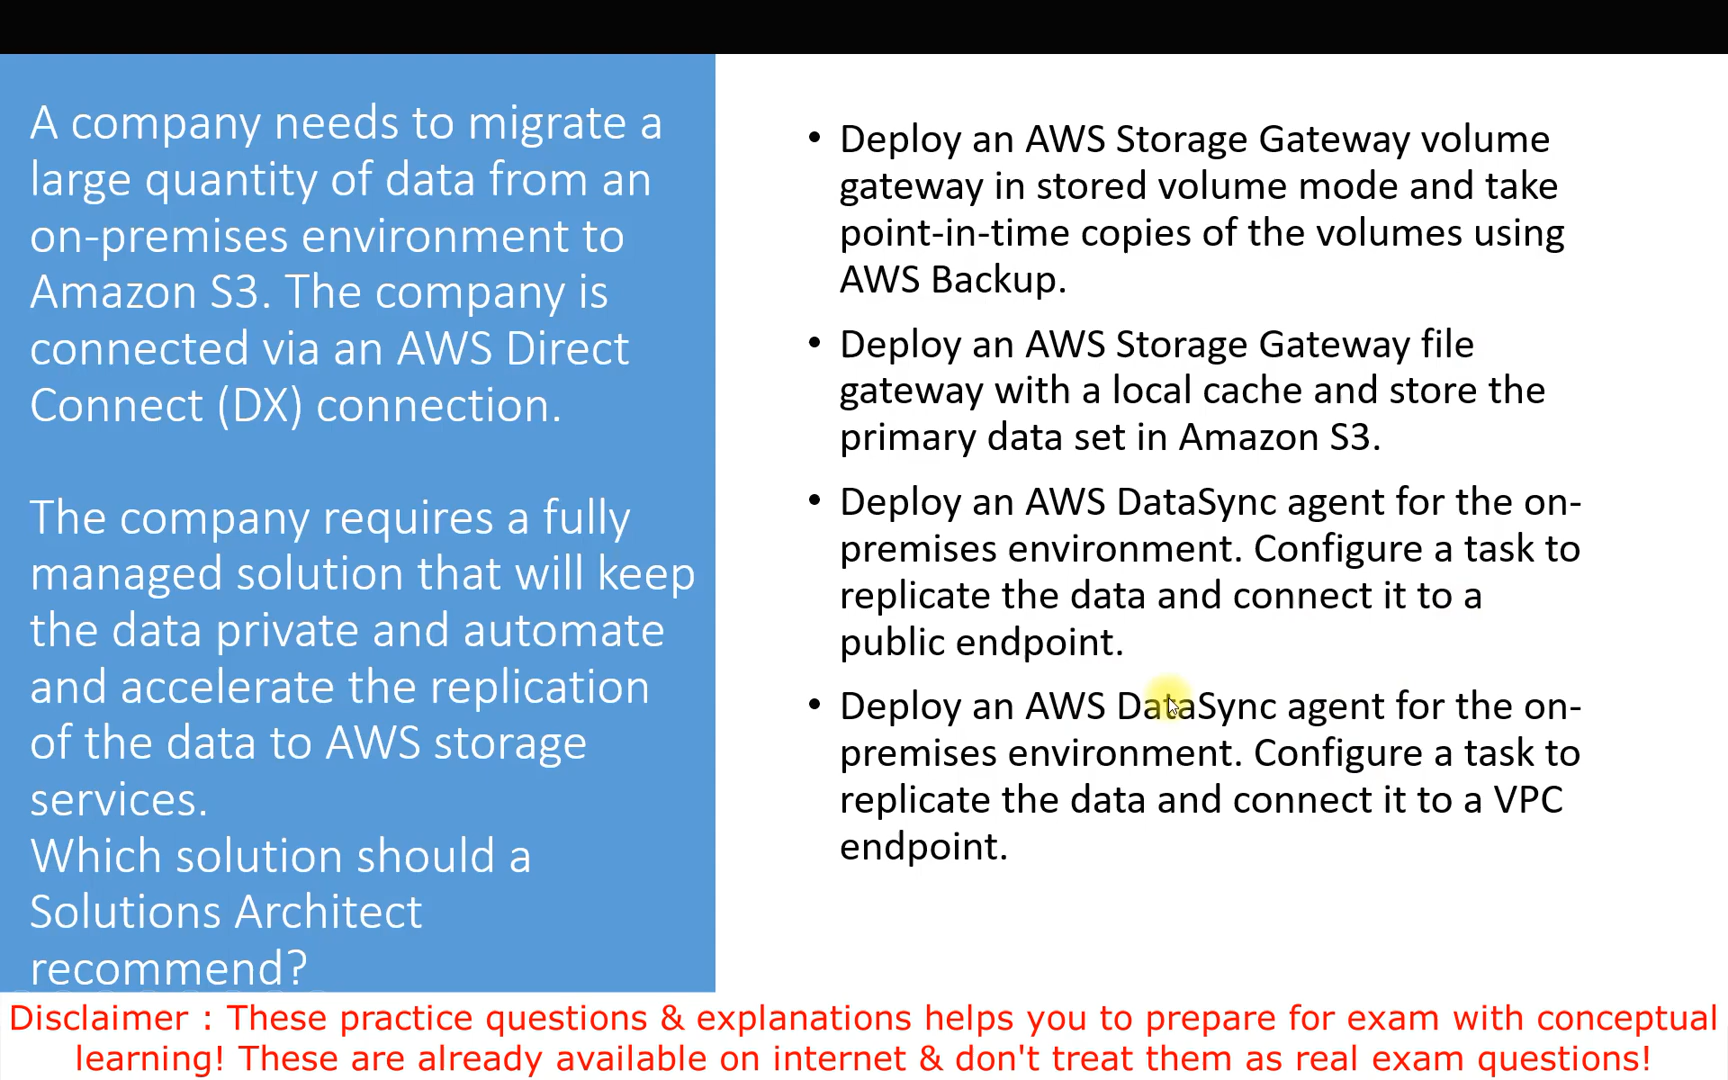 A company needs to migrate a
large quantity of data from an
on-premises environment to
Amazon S3. The company is
connected via an AWS Direct
Connect (DX) connection.
The company requires a fully
managed solution that will keep
the data private and automate
and accelerate the replication
of the data to AWS storage
services.
Which solution should a
Solutions Architect
recommend?
• Deploy an AWS Storage Gateway volume
gateway in stored volume mode and take
point-in-time copies of the volumes using
AWS Backup.
• Deploy an AWS Storage Gateway file
gateway with a local cache and store the
primary data set in Amazon S3.
• Deploy an AWS DataSync agent for the on-
premises environment. Configure a task to
replicate the data and connect it to a
public endpoint.
• Deploy an AWS DataSync agent for the on-
premises environment. Configure a task to
replicate the data and connect it to a VPC
endpoint.
Disclaimer : These practice questions & explanations helps you to prepare for exam with conceptual
learning! These are already available on internet & don't treat them as real exam questions!